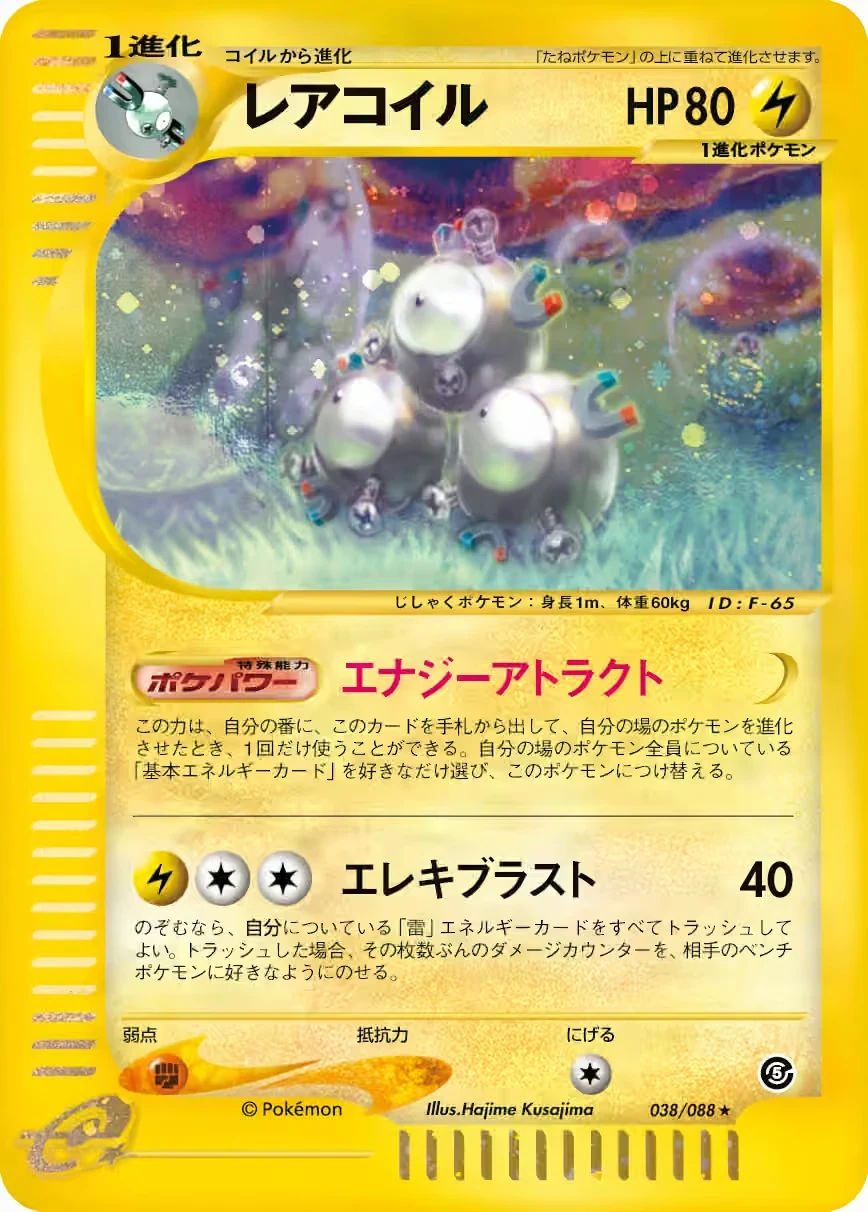 1進化
コイルから進化
「たねポケモン」の上に重ねて進化させます。
レアコイル
HP80
1進化ポケモン
じしゃくポケモン：身長1m、体重60kg ID：F-65
特殊能力
ポケパワー
エナジーアトラクト
この力は、自分の番に、このカードを手札から出して、自分の場のポケモンを進化
させたとき、1回だけ使うことができる。自分の場のポケモン全員についている
「基本エネルギーカード」を好きなだけ選び、このポケモンにつけ替える。
エレキブラスト
40
のぞむなら、自分についている「雷」エネルギーカードをすべてトラッシュして
よい。トラッシュした場合、その枚数ぶんのダメージカウンターを、相手のベンチ
ポケモンに好きなようにのせる。
弱点
抵抗力
にげる
5
© Pokémon
Illus.Hajime Kusajima
038/088★
e